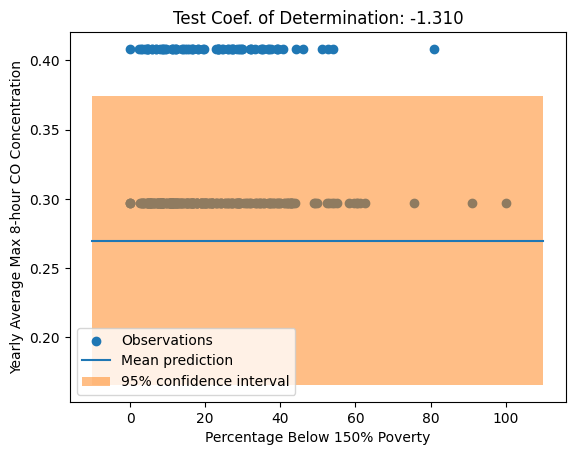 Test Coef. of Determination: -1.310
Yearly Average Max 8-hour CO Concentration
0.40
0.35
0.30
0.25
0.20
Observations
Mean prediction
95% confidence interval
0 20 40 60 80 100
Percentage Below 150% Poverty